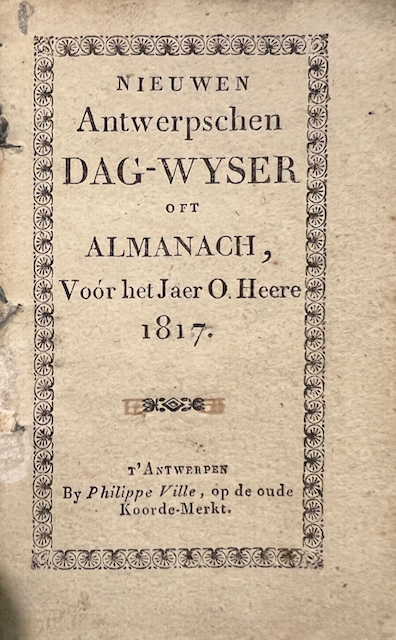 NIEUWEN
Antwerpschen
DAG-WYSER
OFT
ALMANACH,
Voór het Jaer O. Heere
1817.
T'ANTWERPEN
By Philippe Ville, op de oude
Koorde-Merkt.